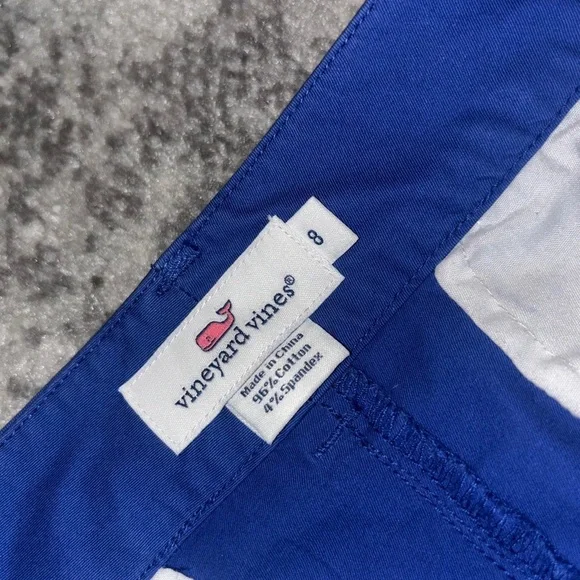 8
vineyard vines®
Made in China
96% Cotton
4% Spandex